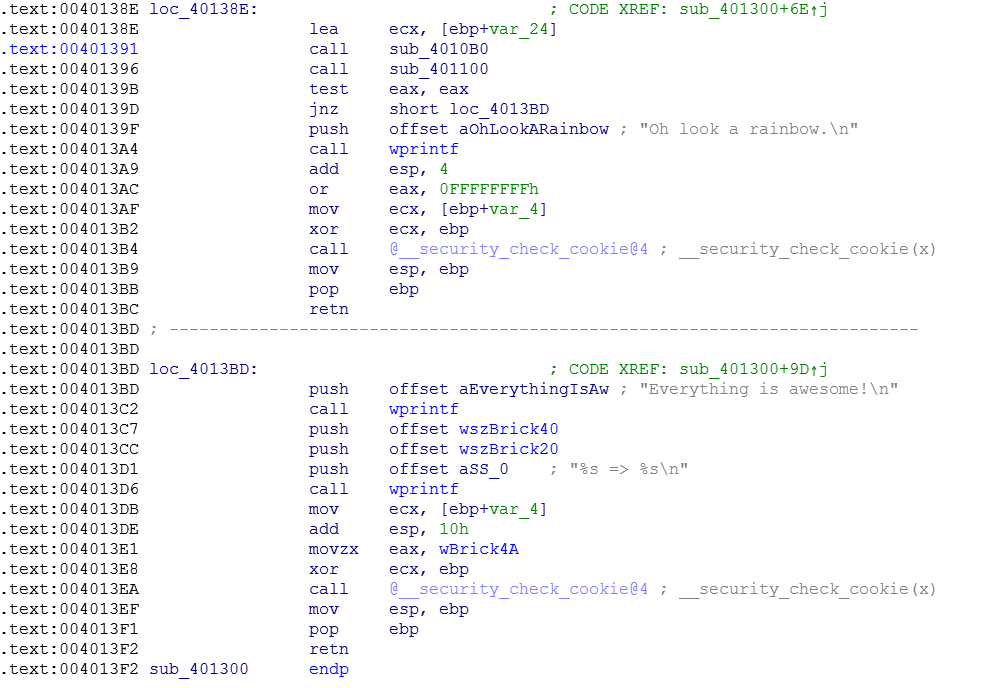 .text:0040138E loc_40138E:                             ; CODE XREF: sub_401300+6E↑j
.text:0040138E                 lea     ecx, [ebp+var_24]
.text:00401391                 call    sub_4010B0
.text:00401396                 call    sub_401100
.text:0040139B                 test    eax, eax
.text:0040139D                 jnz     short loc_4013BD
.text:0040139F                 push    offset aOhLookARainbow ; "Oh look a rainbow.\n"
.text:004013A4                 call    wprintf
.text:004013A9                 add     esp, 4
.text:004013AC                 or      eax, 0FFFFFFFFh
.text:004013AF                 mov     ecx, [ebp+var_4]
.text:004013B2                 xor     ecx, ebp
.text:004013B4                 call    @__security_check_cookie@4 ; __security_check_cookie(x)
.text:004013B9                 mov     esp, ebp
.text:004013BB                 pop     ebp
.text:004013BC                 retn
.text:004013BD ; ---------------------------------------------------------------------------
.text:004013BD
.text:004013BD loc_4013BD:                             ; CODE XREF: sub_401300+9D↑j
.text:004013BD                 push    offset aEverythingIsAw ; "Everything is awesome!\n"
.text:004013C2                 call    wprintf
.text:004013C7                 push    offset wszBrick40
.text:004013CC                 push    offset wszBrick20
.text:004013D1                 push    offset aSS_0    ; "%s => %s\n"
.text:004013D6                 call    wprintf
.text:004013DB                 mov     ecx, [ebp+var_4]
.text:004013DE                 add     esp, 10h
.text:004013E1                 movzx   eax, wBrick4A
.text:004013E8                 xor     ecx, ebp
.text:004013EA                 call    @__security_check_cookie@4 ; __security_check_cookie(x)
.text:004013EF                 mov     esp, ebp
.text:004013F1                 pop     ebp
.text:004013F2                 retn
.text:004013F2 sub_401300      endp